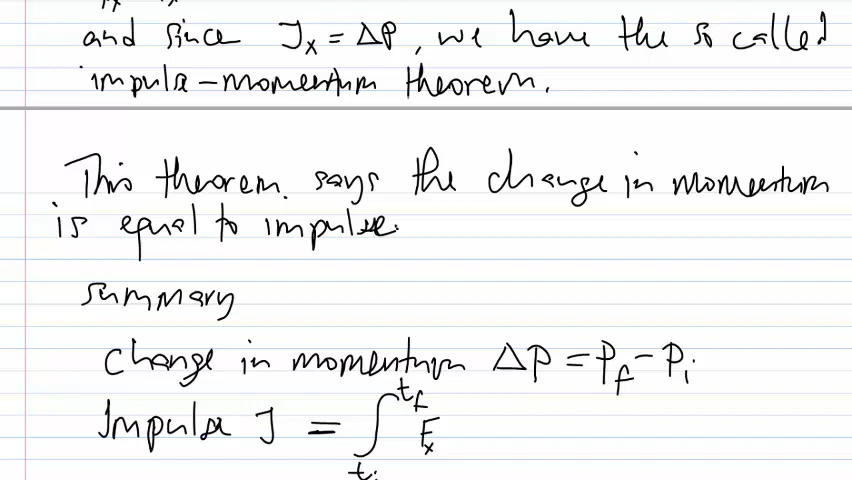 and since Jx = ΔP, we have the so called
impulse-momentum theorem.
This theorem says the change in momentum
is equal to impulse.
summary
change in momentum ΔP = Pf - Pi
Impulse J = ∫ti^tf Fx